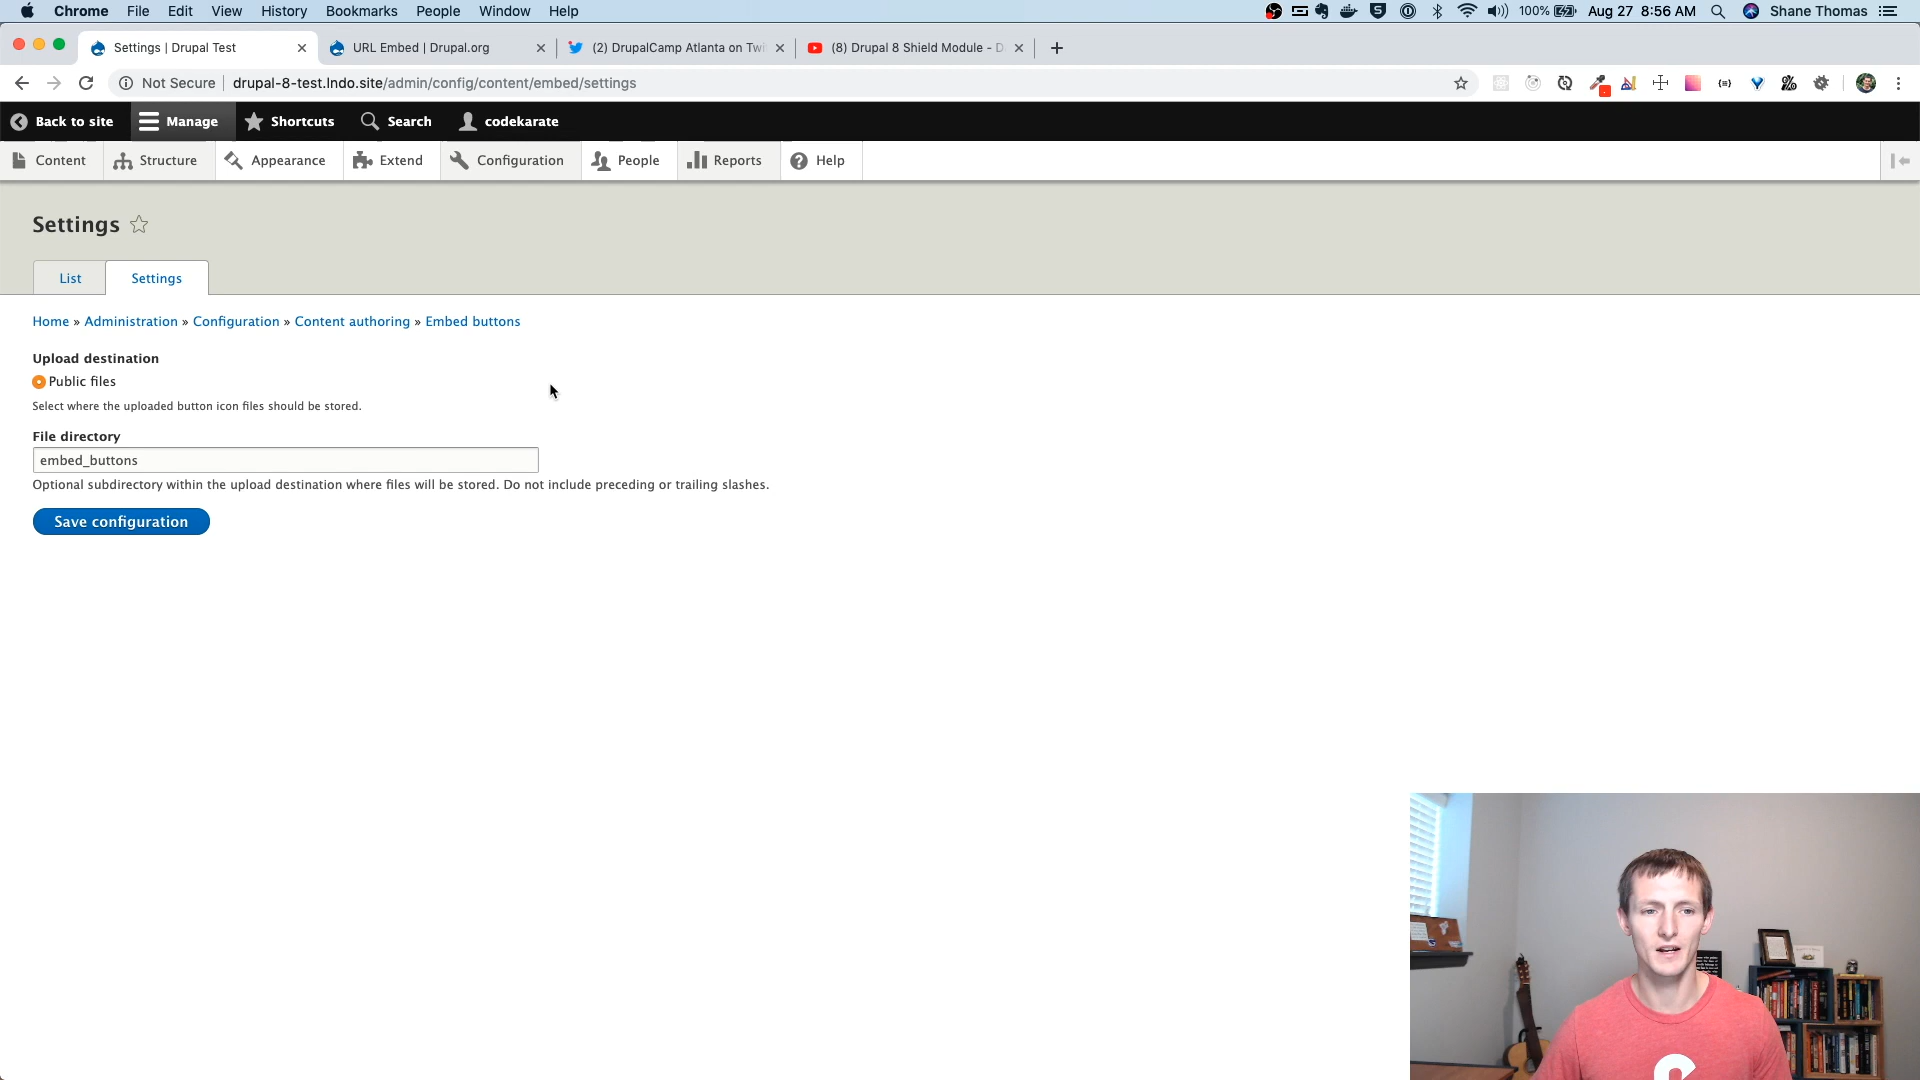 Chrome File Edit View History Bookmarks People Window Help 100% Aug 27 8:56 AM Shane Thomas
Settings | Drupal Test URL Embed | Drupal.org (2) DrupalCamp Atlanta on Twi (8) Drupal 8 Shield Module - D
Not Secure drupal-8-test.lndo.site/admin/config/content/embed/settings
Back to site Manage Shortcuts Search codekarate
Content Structure Appearance Extend Configuration People Reports Help
Settings
List Settings
Home » Administration » Configuration » Content authoring » Embed buttons
Upload destination
Public files
Select where the uploaded button icon files should be stored.
File directory
embed_buttons
Optional subdirectory within the upload destination where files will be stored. Do not include preceding or trailing slashes.
Save configuration